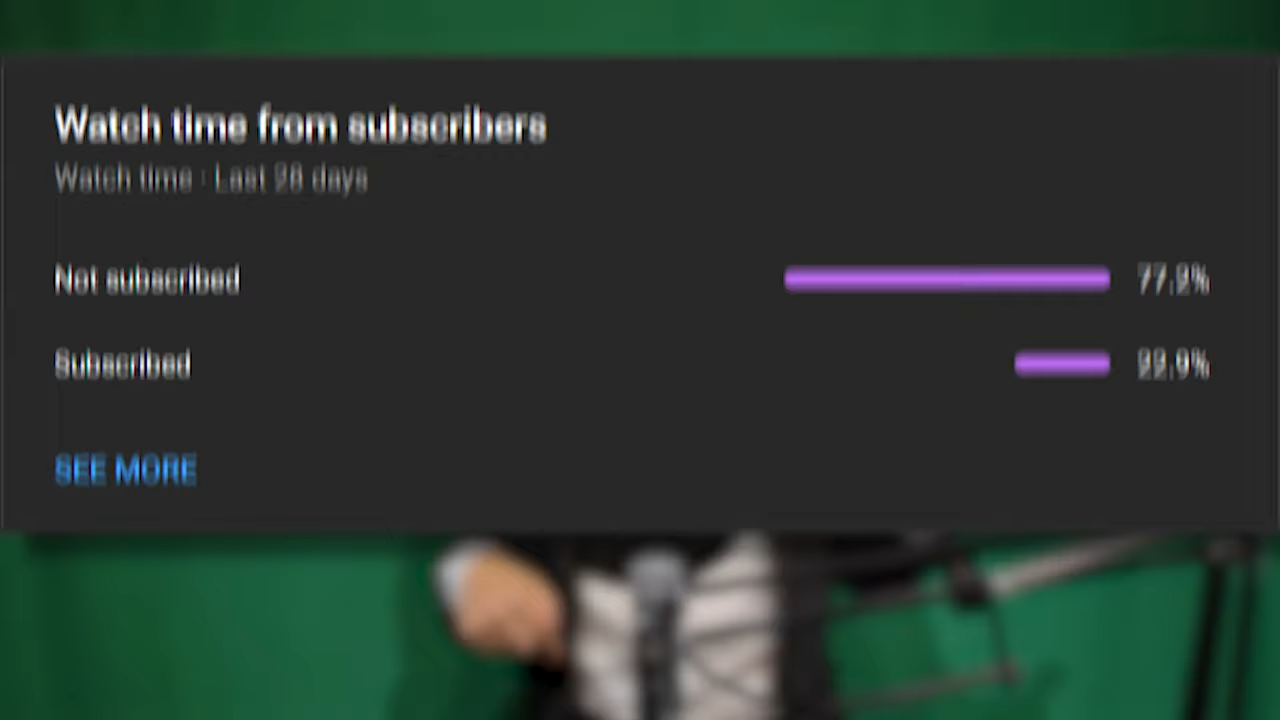 Watch time from subscribers
Watch time · Last 28 days
Not subscribed
Subscribed
SEE MORE